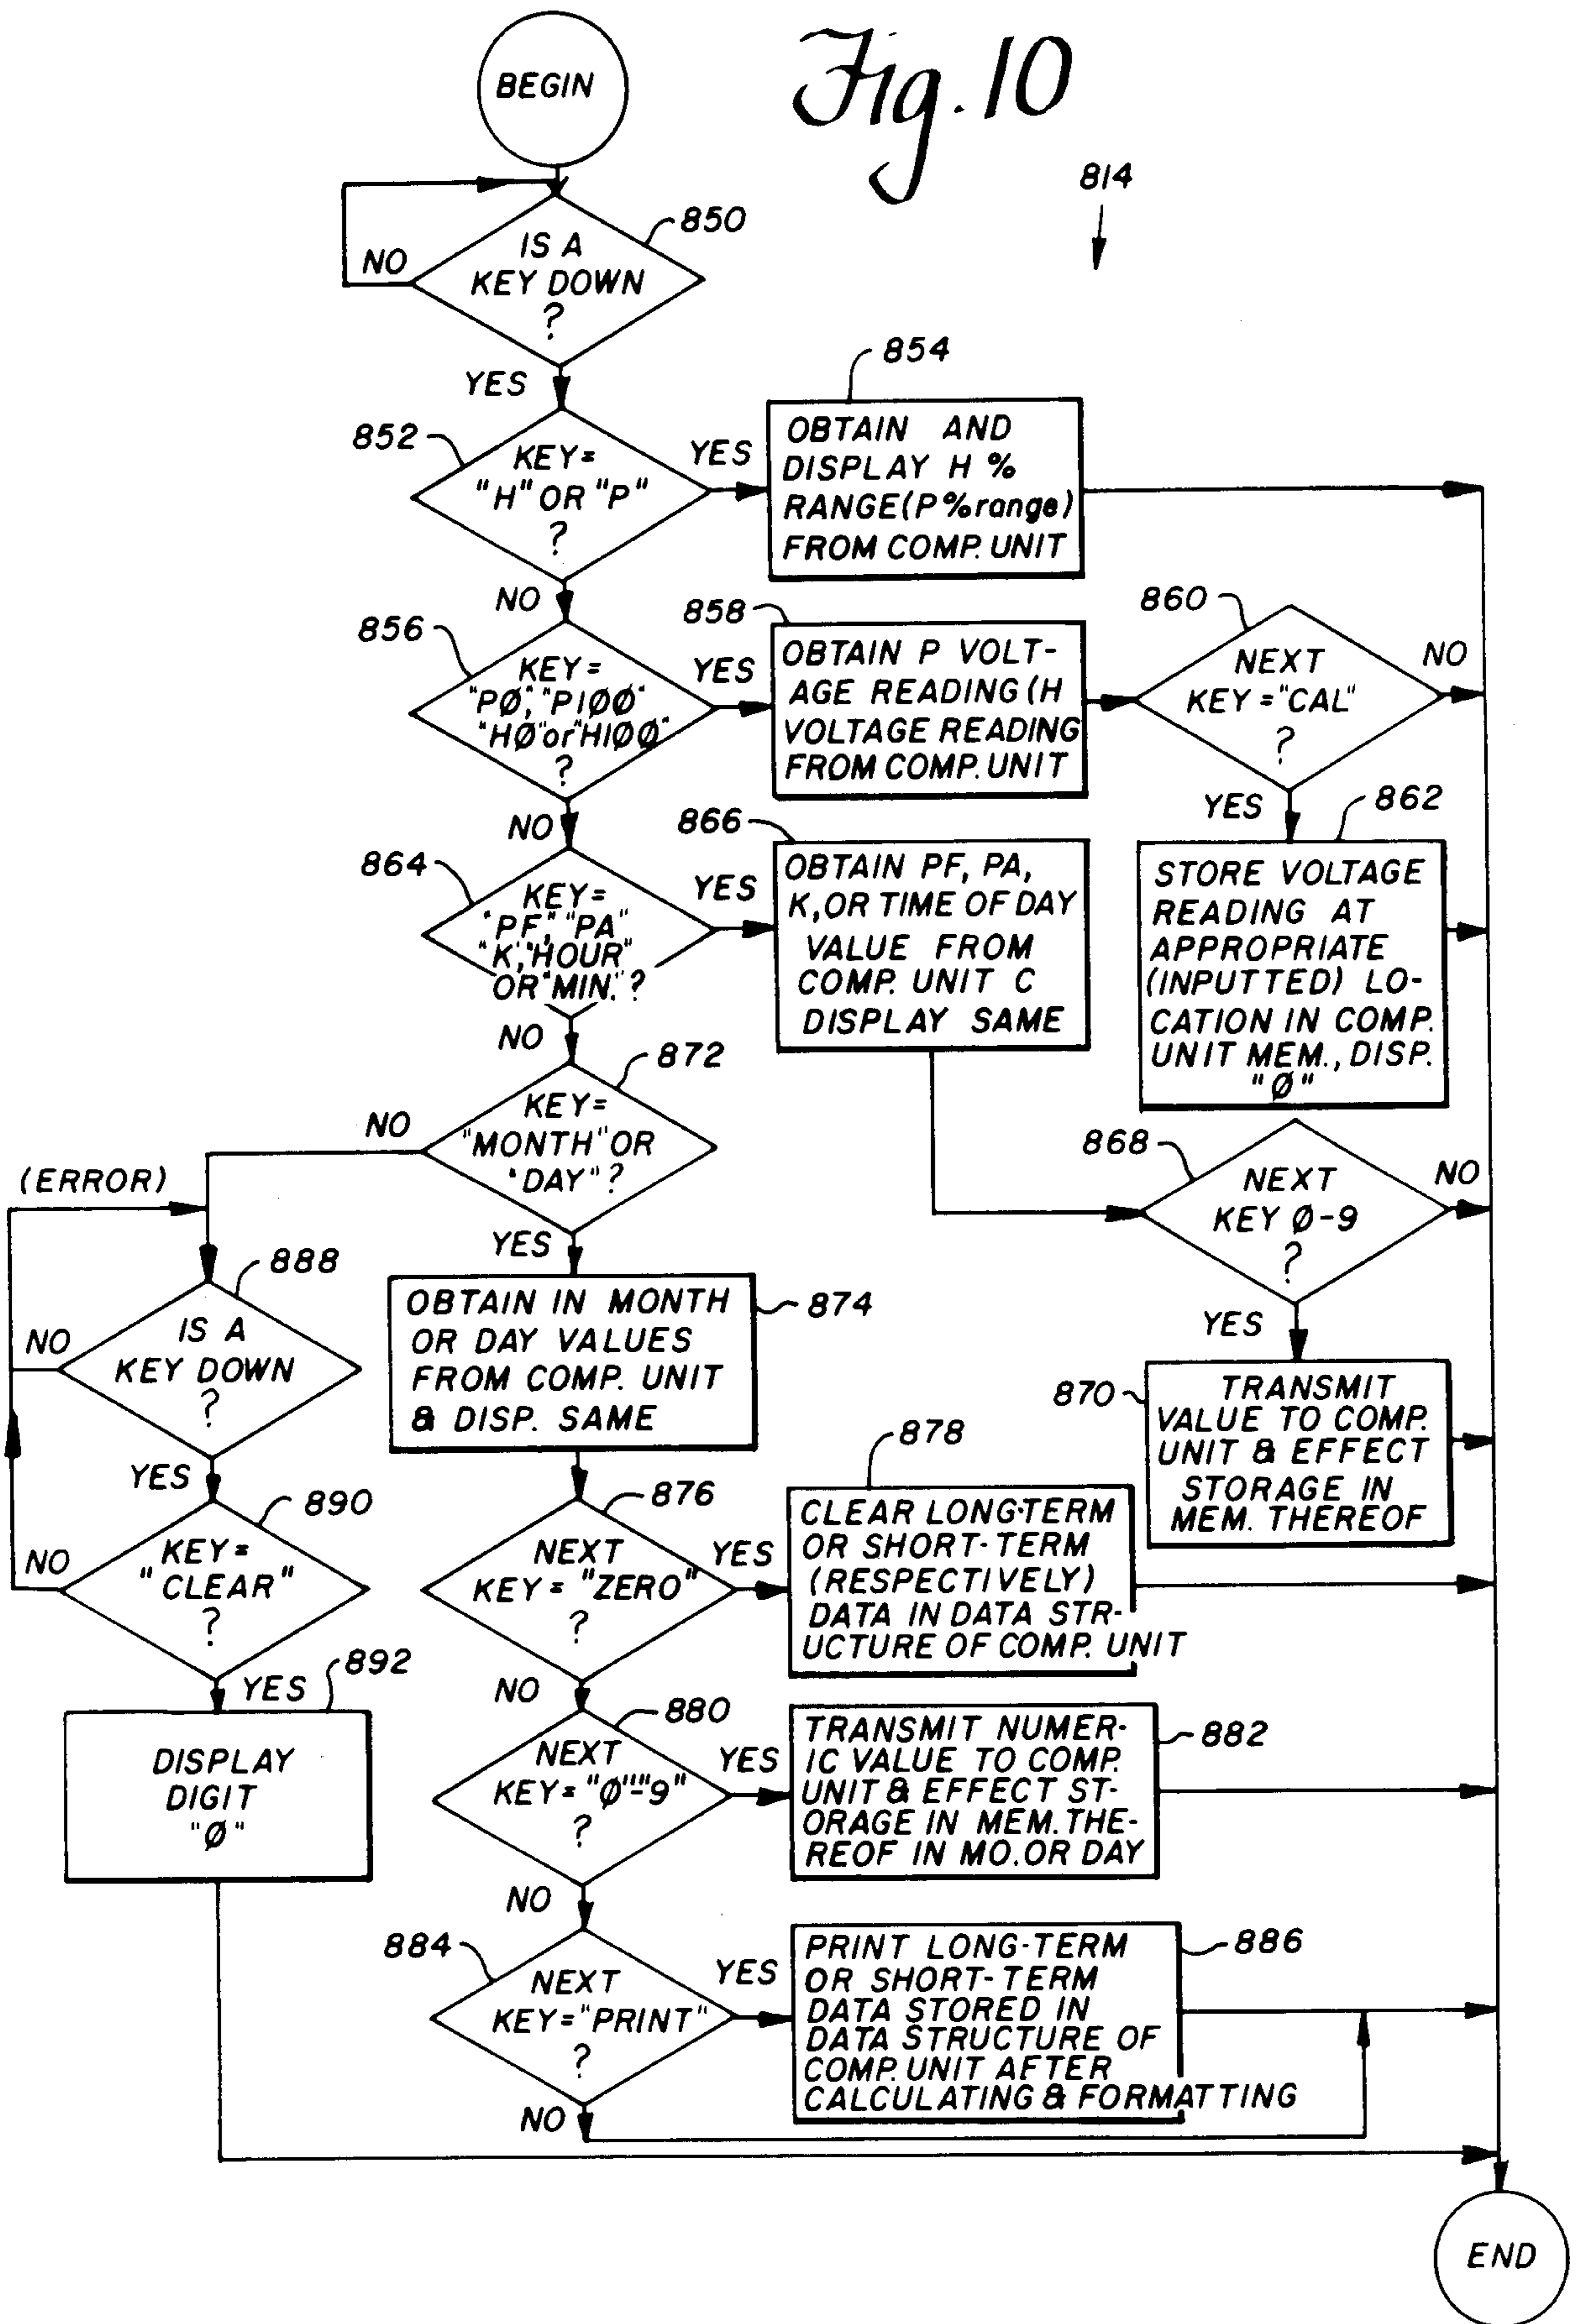 Fig. 10
814
BEGIN
850
IS A
KEY DOWN
?
NO
YES
852
KEY=
"H" OR "P"
?
YES
854
OBTAIN AND
DISPLAY H %
RANGE(P%range)
FROM COMP. UNIT
NO
856
KEY=
"PØ","P1ØØ"
"HØ"or"H1ØØ"
?
YES
858
OBTAIN P VOLT-
AGE READING (H
VOLTAGE READING
FROM COMP. UNIT
860
NEXT
KEY="CAL"
?
NO
YES
862
STORE VOLTAGE
READING AT
APPROPRIATE
(INPUTTED) LO-
CATION IN COMP.
UNIT MEM., DISP.
"Ø"
NO
864
KEY=
"PF","PA"
"K","HOUR"
OR "MIN."?
YES
866
OBTAIN PF, PA,
K, OR TIME OF DAY
VALUE FROM
COMP. UNIT C
DISPLAY SAME
868
NEXT
KEY Ø-9
?
NO
YES
870
TRANSMIT
VALUE TO COMP.
UNIT & EFFECT
STORAGE IN
MEM. THEREOF
NO
872
KEY=
"MONTH" OR
"DAY"?
NO
(ERROR)
888
IS A
KEY DOWN
?
NO
YES
890
KEY=
"CLEAR"
?
NO
YES
892
DISPLAY
DIGIT
"Ø"
YES
874
OBTAIN IN MONTH
OR DAY VALUES
FROM COMP. UNIT
& DISP. SAME
876
NEXT
KEY = "ZERO"
?
YES
878
CLEAR LONG-TERM
OR SHORT-TERM
(RESPECTIVELY)
DATA IN DATA STR-
UCTURE OF COMP. UNIT
NO
880
NEXT
KEY="Ø"-"9"
?
YES
882
TRANSMIT NUMER-
IC VALUE TO COMP.
UNIT & EFFECT ST-
ORAGE IN MEM. THE-
REOF IN MO. OR DAY
NO
884
NEXT
KEY="PRINT"
?
YES
886
PRINT LONG-TERM
OR SHORT-TERM
DATA STORED IN
DATA STRUCTURE OF
COMP. UNIT AFTER
CALCULATING & FORMATTING
NO
END